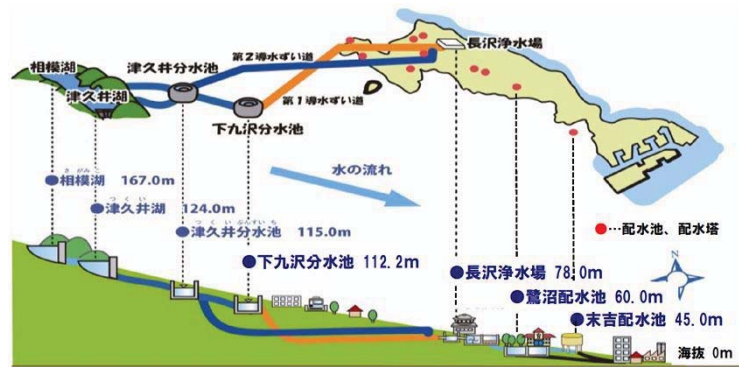 相模湖
津久井湖
津久井分水池
下九沢分水池
第2導水ずい道
第1導水ずい道
長沢浄水場
水の流れ
さがみこ
●相模湖 167.0m
つくいこ
●津久井湖 124.0m
つくいぶんすいち
●津久井分水池 115.0m
●下九沢分水池 112.2m
●…配水池、配水塔
N
●長沢浄水場 78.0m
●鷺沼配水池 60.0m
●末吉配水池 45.0m
海抜 0m